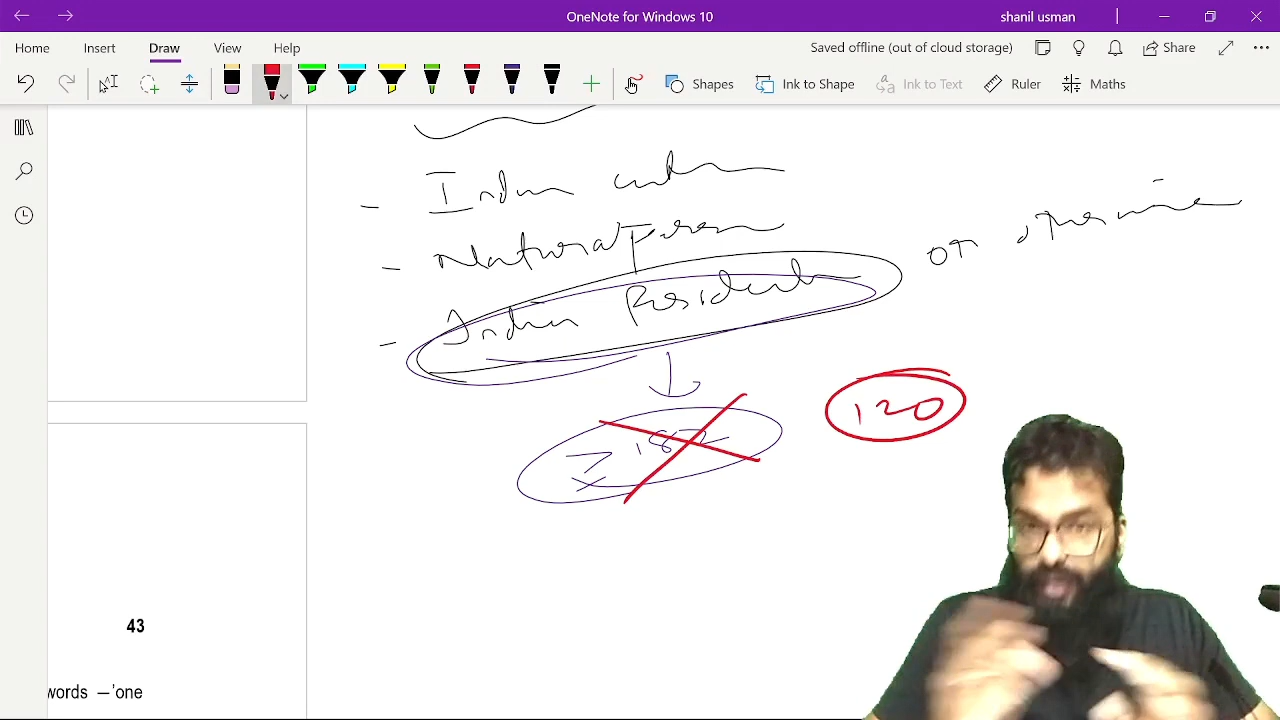 OneNote for Windows 10
shanil usman
Home Insert Draw View Help
Saved offline (out of cloud storage)
Share
Shapes
Ink to Shape
Ink to Text
Ruler
Maths
- Indian
- Natural Person
- Indian Resident or otherwise
182
120
43
words —'one